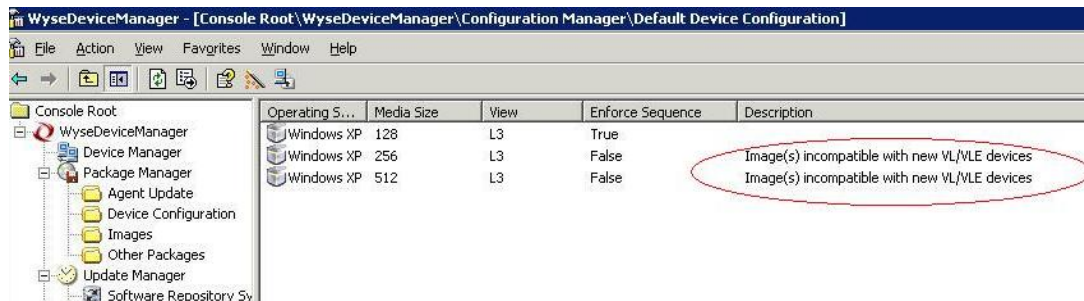 WyseDeviceManager - [Console Root\WyseDeviceManager\Configuration Manager\Default Device Configuration]
File Action View Favorites Window Help
Console Root
WyseDeviceManager
Device Manager
Package Manager
Agent Update
Device Configuration
Images
Other Packages
Update Manager
Software Repository Sy
Operating S... Media Size View Enforce Sequence Description
Windows XP 128 L3 True
Windows XP 256 L3 False Image(s) incompatible with new VL/VLE devices
Windows XP 512 L3 False Image(s) incompatible with new VL/VLE devices